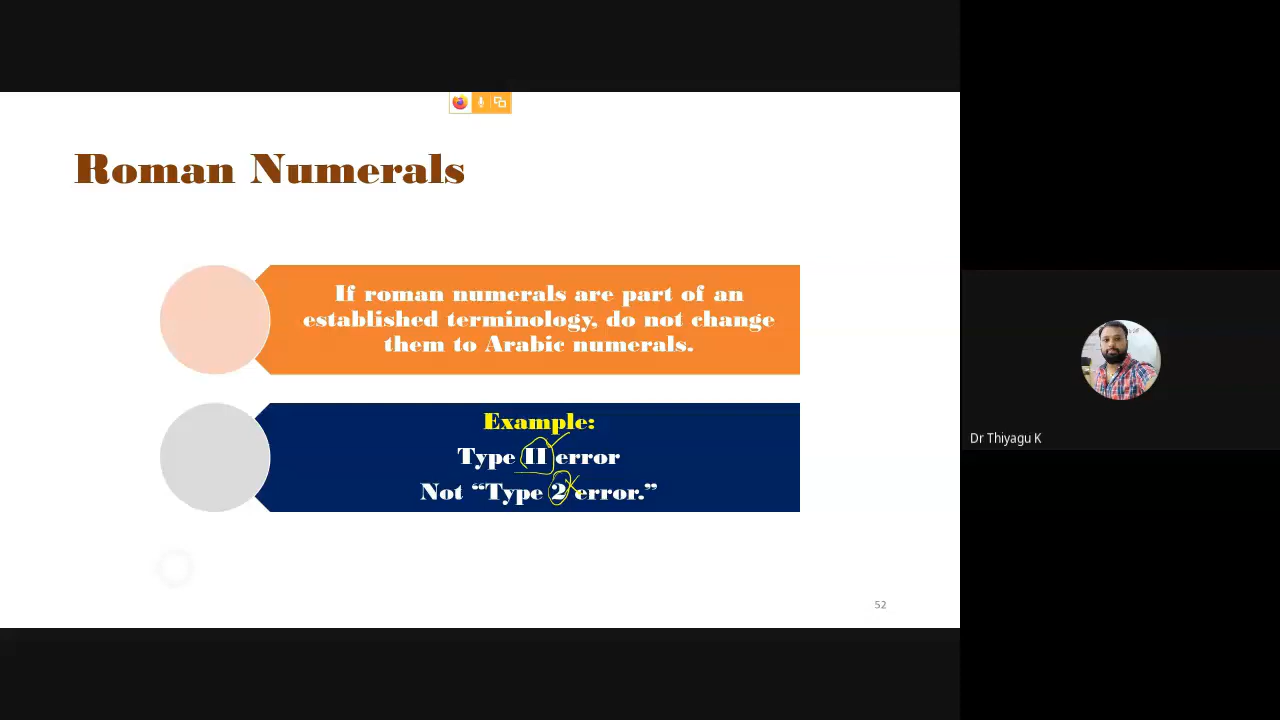 Roman Numerals
If roman numerals are part of an
established terminology, do not change
them to Arabic numerals.
Example:
Type II error
Not “Type 2 error.”
52
Dr Thiyagu K